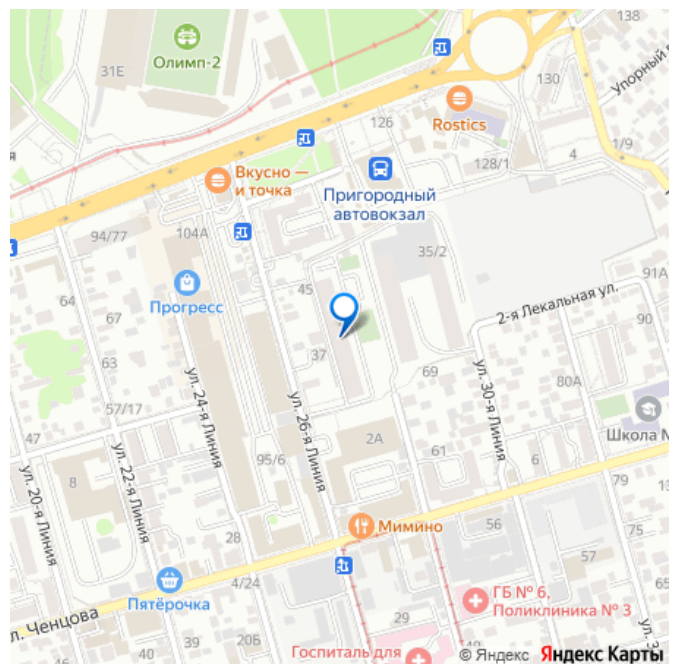 138
Олимп-2
31Е
130
Упорный
Rostics
126
1/9
Вкусно —
и точка
128/1
4
Пригородный
автовокзал
94/77
104А
35/2
91А
64
45
2-я Лекальная ул.
Прогресс
67
90
37
69
ул. 24-я Линия
ул. 26-я Линия
ул. 30-я Линия
80А
57/17
47
2А
Школа №
95/6
61
6
79
8
ул. 22-я Линия
ул. 20-я Линия
75
Мимино
56
28
57
4/24
Пятёрочка
ГБ № 6,
Поликлиника № 3
л. Ченцова
29
65
20Б
48
Госпиталь для
© Яндекс Яндекс Карты